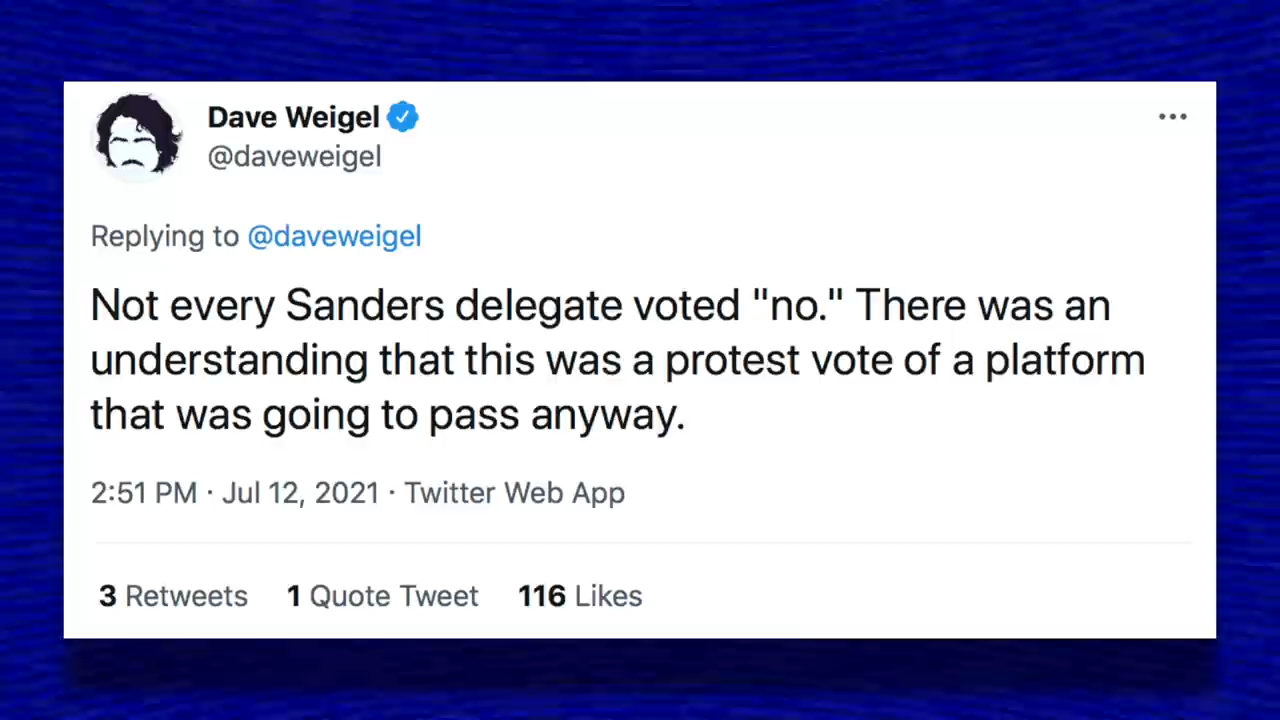 Dave Weigel
@daveweigel
Replying to @daveweigel
Not every Sanders delegate voted "no." There was an
understanding that this was a protest vote of a platform
that was going to pass anyway.
2:51 PM · Jul 12, 2021 · Twitter Web App
3 Retweets 1 Quote Tweet 116 Likes